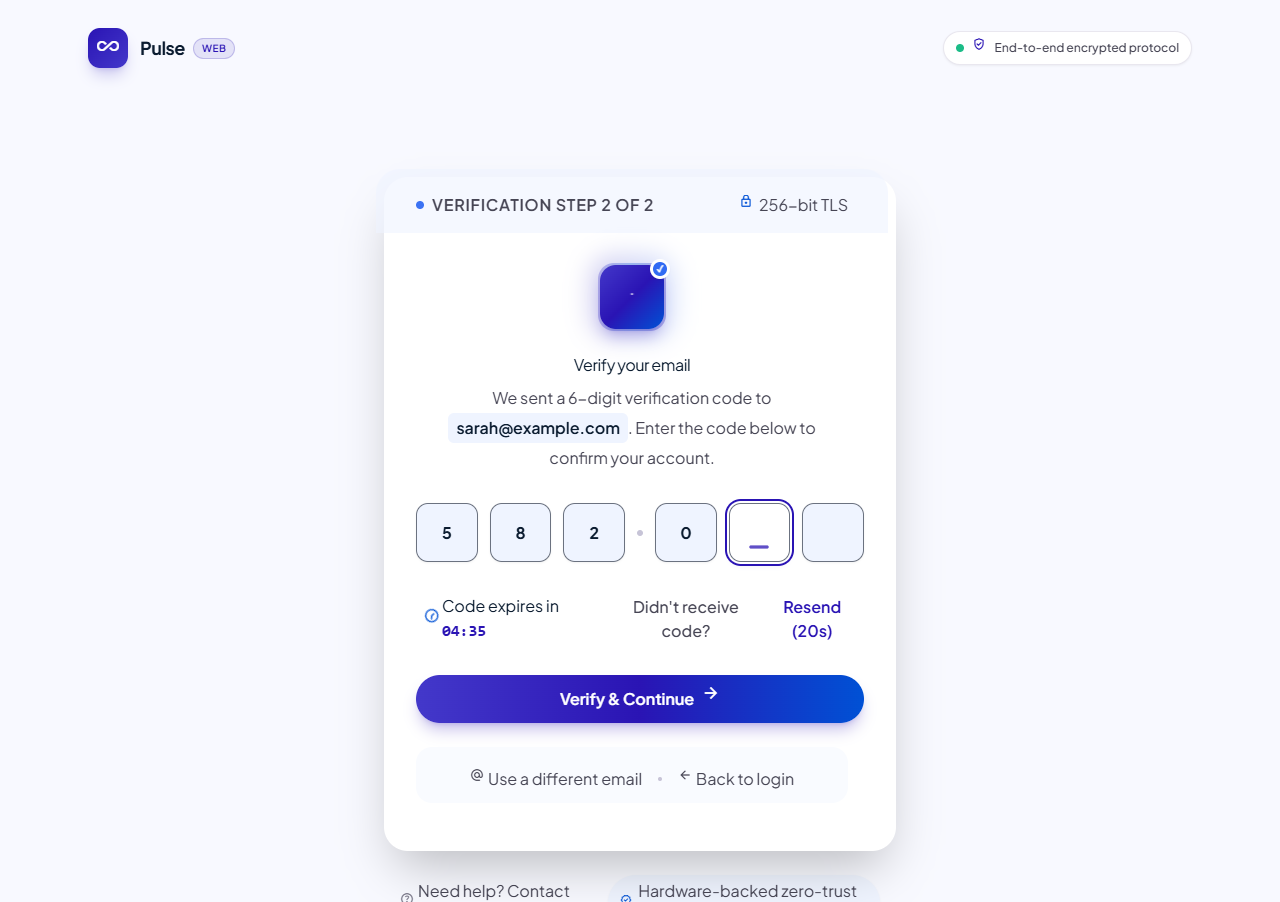 Pulse WEB
End-to-end encrypted protocol
VERIFICATION STEP 2 OF 2
256-bit TLS
Verify your email
We sent a 6-digit verification code to
sarah@example.com . Enter the code below to
confirm your account.
5 8 2 • 0 _
Code expires in
04:35
Didn't receive
code?
Resend
(20s)
Verify & Continue →
@ Use a different email • ← Back to login
Need help? Contact
Hardware-backed zero-trust